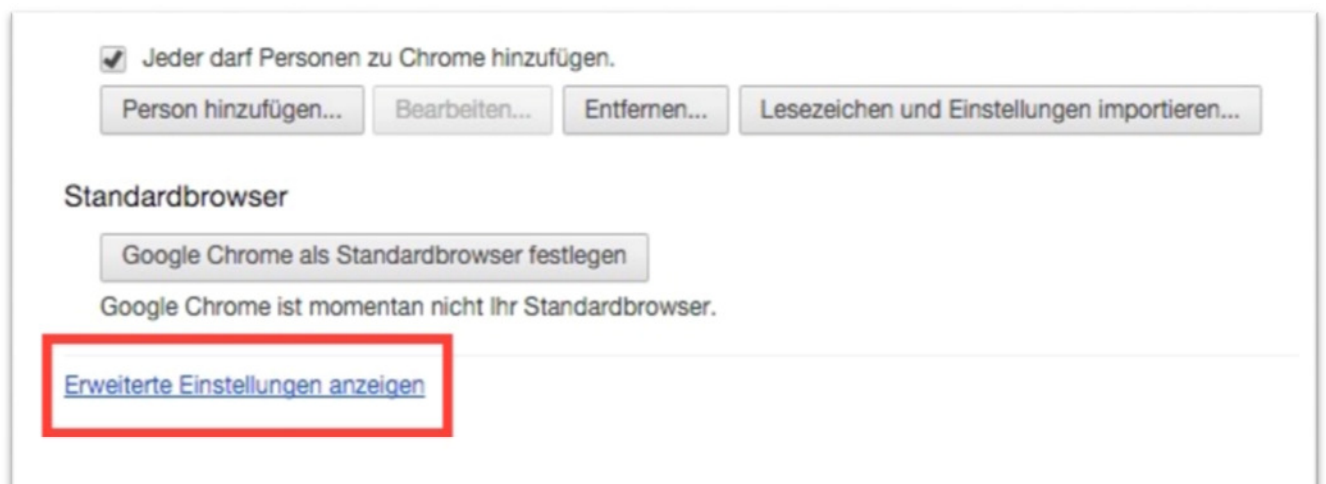 Jeder darf Personen zu Chrome hinzufügen.
Person hinzufügen... Bearbeiten... Entfernen... Lesezeichen und Einstellungen importieren...
Standardbrowser
Google Chrome als Standardbrowser festlegen
Google Chrome ist momentan nicht Ihr Standardbrowser.
Erweiterte Einstellungen anzeigen